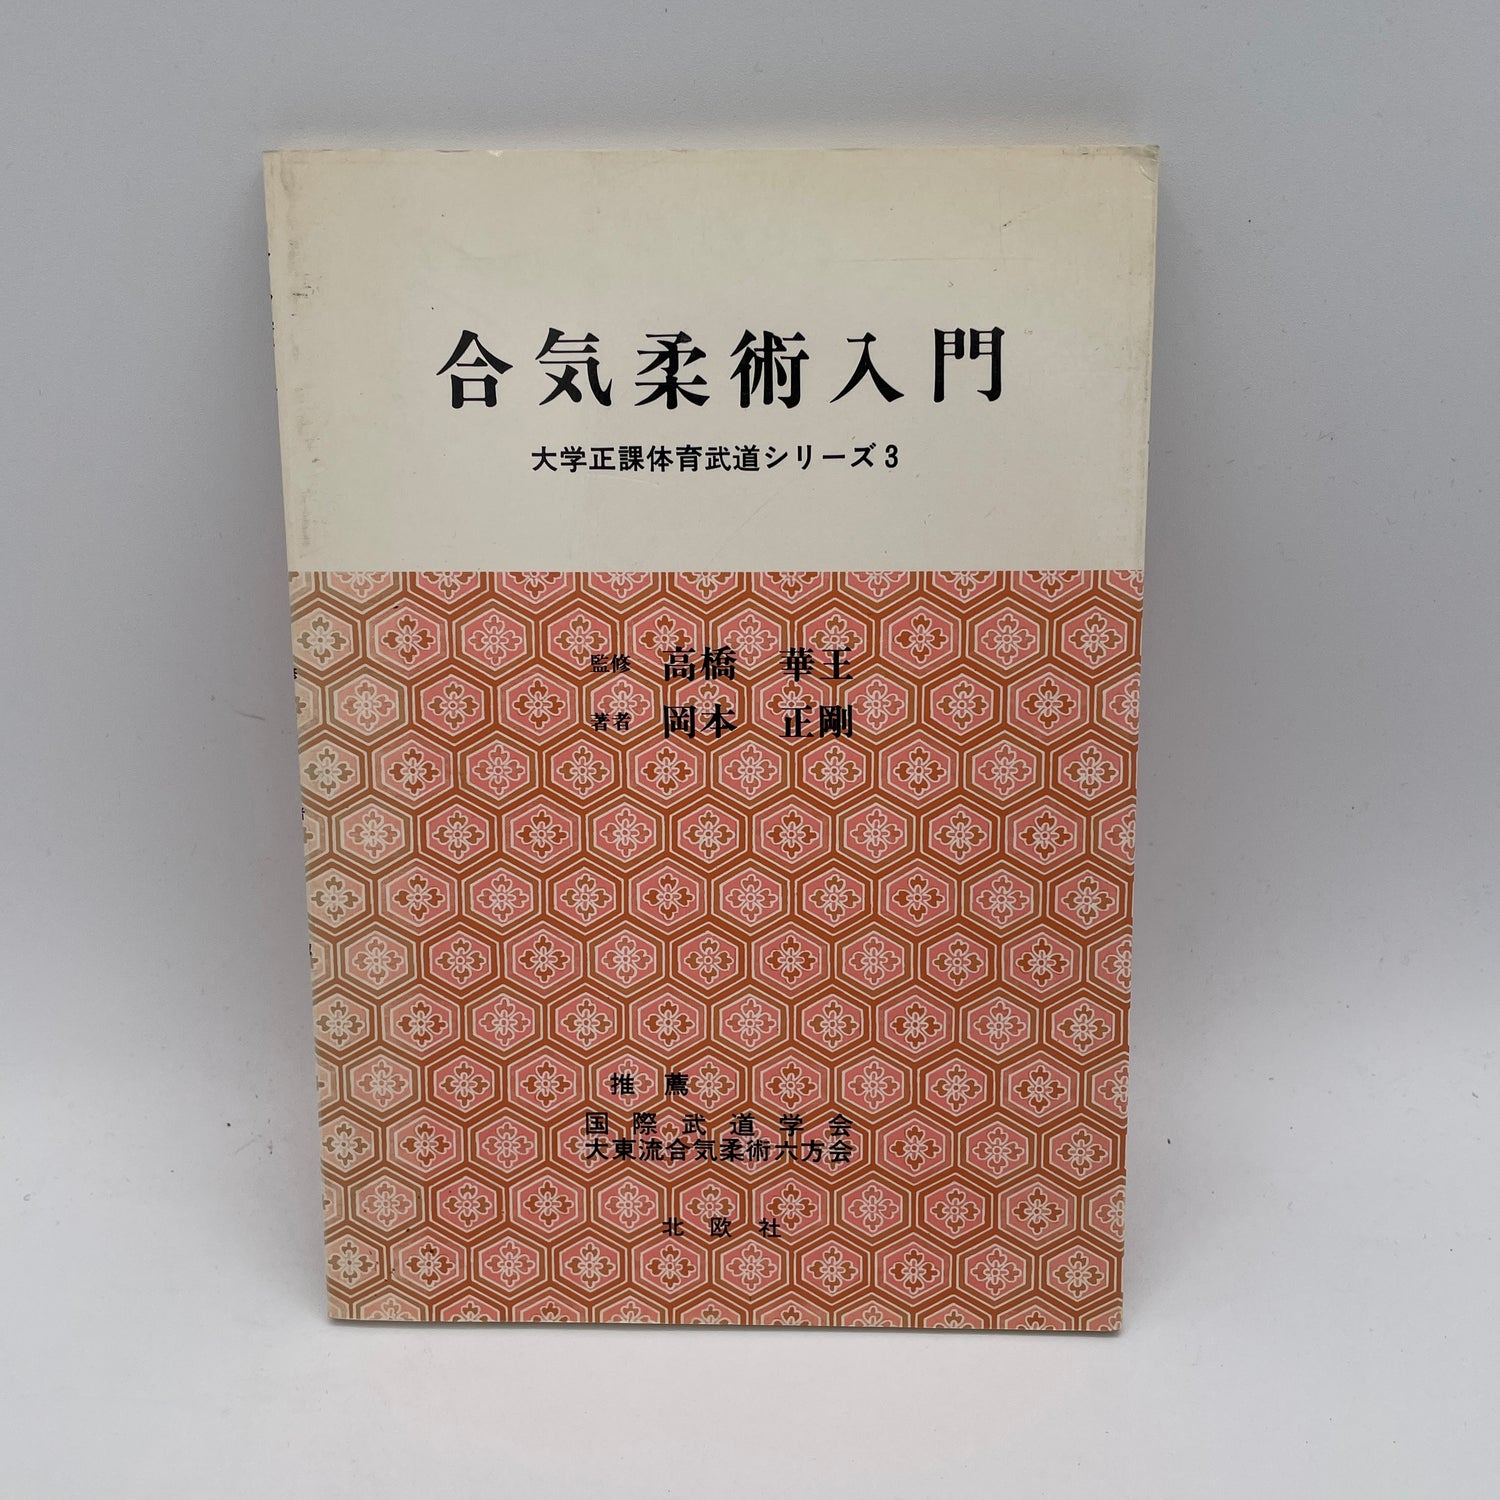 合気柔術入門
大学正課体育武道シリーズ3
監修 高橋 華王
著者 岡本 正剛
推薦
国際武道学会
大東流合気柔術六方会
北欧社